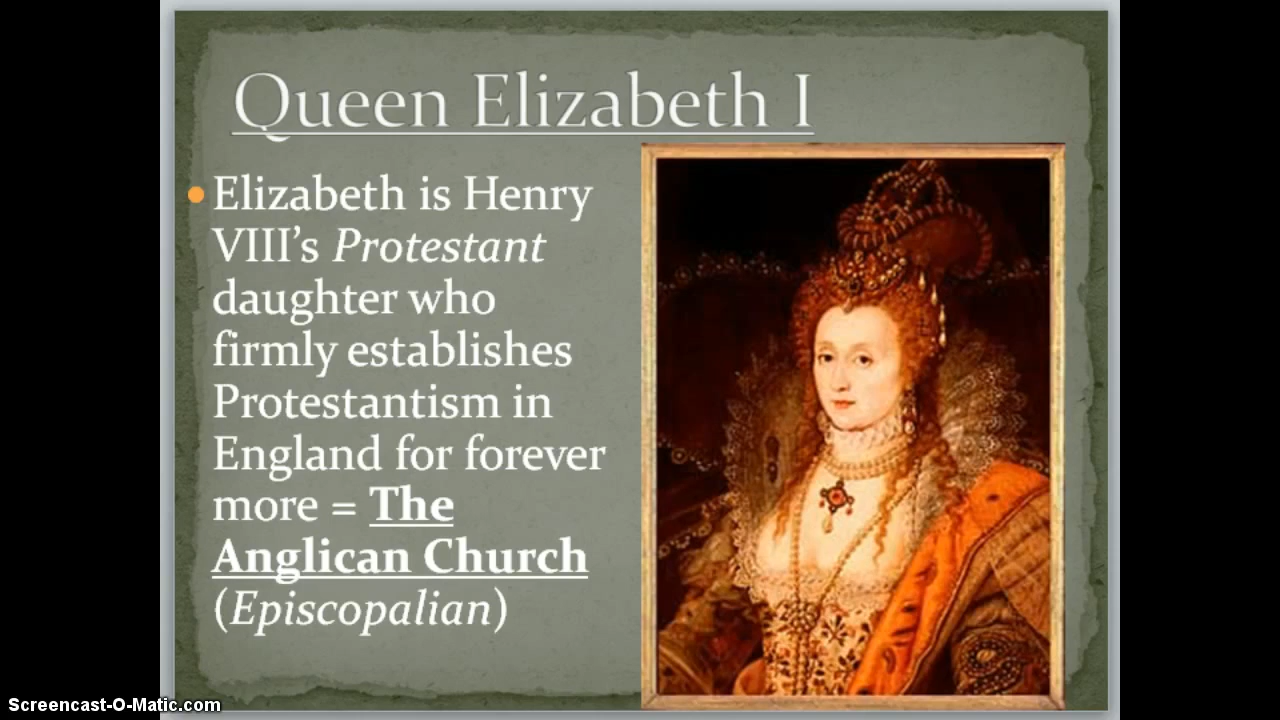 Queen Elizabeth I
Elizabeth is Henry
VIII’s Protestant
daughter who
firmly establishes
Protestantism in
England for forever
more = The
Anglican Church
(Episcopalian)
Screencast-O-Matic.com